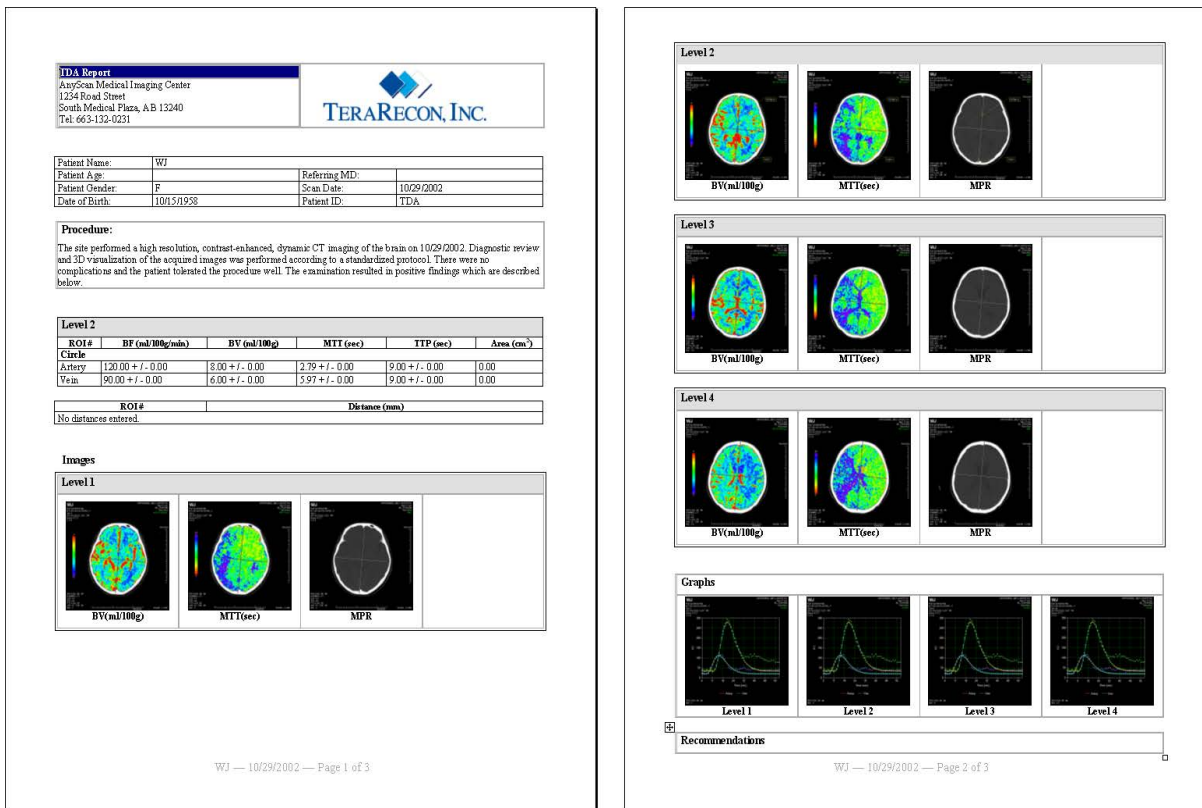 TDA Report
AnyScan Medical Imaging Center
1234 Road Street
South Medical Plaza, AB 13240
Tel: 663-132-0231
TERARECON, INC.
Patient Name: WJ
Patient Age: Referring MD:
Patient Gender: F Scan Date: 10/29/2002
Date of Birth: 10/15/1958 Patient ID: TDA
Procedure:
The site performed a high resolution, contrast-enhanced, dynamic CT imaging of the brain on 10/29/2002. Diagnostic review
and 3D visualization of the acquired images was performed according to a standardized protocol. There were no
complications and the patient tolerated the procedure well. The examination resulted in positive findings which are described
below.
Level 2
ROI# BF (ml/100g/min) BV (ml/100g) MTT (sec) TTP (sec) Area (cm²)
Circle
Artery 120.00 + / - 0.00 8.00 + / - 0.00 2.79 + / - 0.00 9.00 + / - 0.00 0.00
Vein 90.00 + / - 0.00 6.00 + / - 0.00 5.97 + / - 0.00 9.00 + / - 0.00 0.00
ROI# Distance (mm)
No distances entered.
Images
Level 1
BV(ml/100g) MTT(sec) MPR
WJ — 10/29/2002 — Page 1 of 3
Level 2
BV(ml/100g) MTT(sec) MPR
Level 3
BV(ml/100g) MTT(sec) MPR
Level 4
BV(ml/100g) MTT(sec) MPR
Graphs
Level 1 Level 2 Level 3 Level 4
Recommendations
WJ — 10/29/2002 — Page 2 of 3